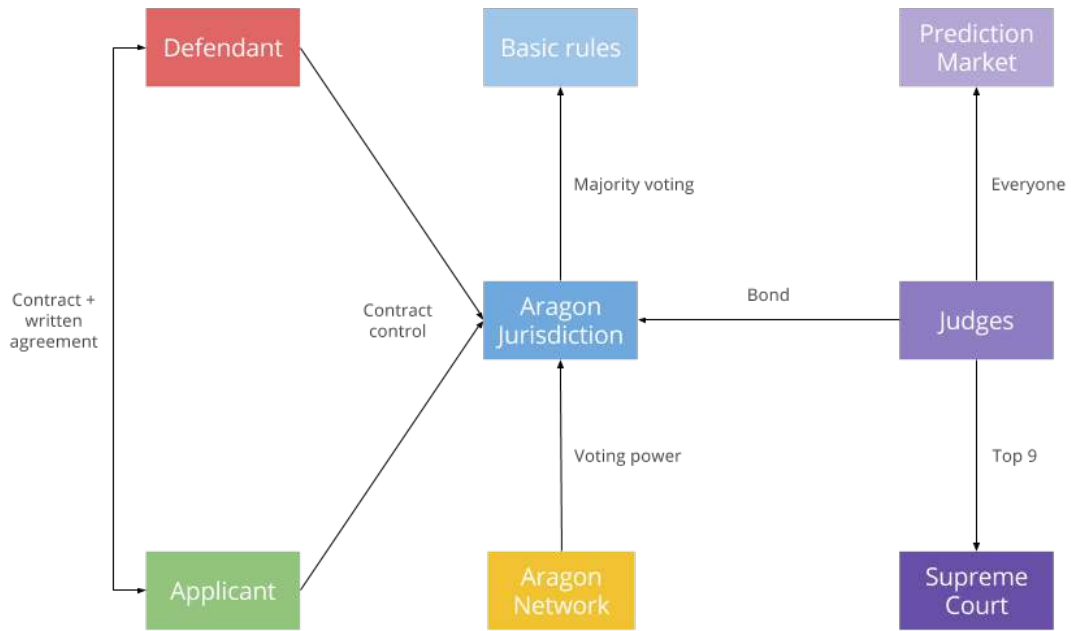 Defendant
Basic rules
Prediction
Market
Majority voting
Everyone
Contract +
written
agreement
Contract
control
Aragon
Jurisdiction
Bond
Judges
Voting power
Top 9
Applicant
Aragon
Network
Supreme
Court